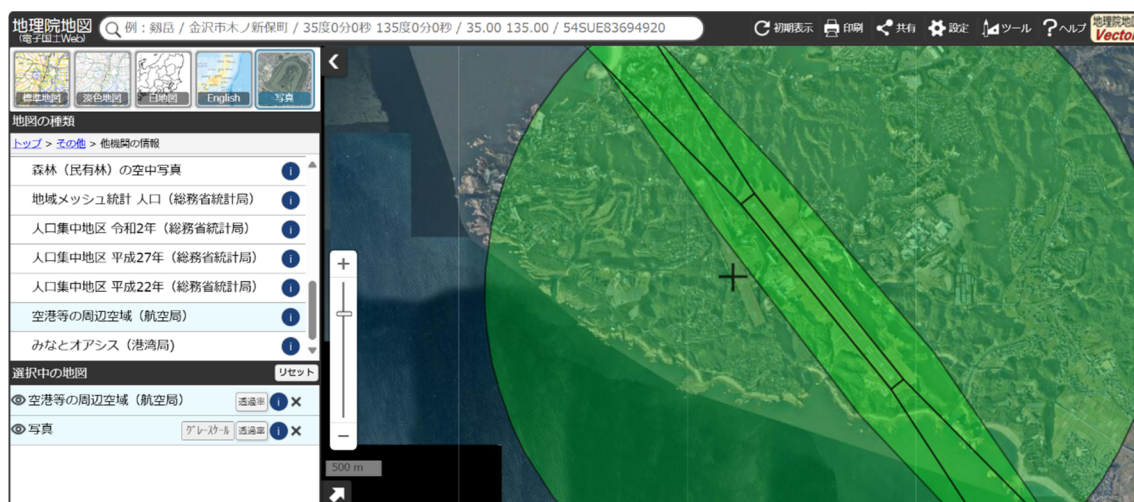 地理院地図
(電子国土Web)
例：剱岳 / 金沢市木ノ新保町 / 35度0分0秒 135度0分0秒 / 35.00 135.00 / 54SUE83694920
初期表示
印刷
共有
設定
ツール
ヘルプ
地理院地図
Vector
標準地図
淡色地図
白地図
English
写真
地図の種類
トップ > その他 > 他機関の情報
森林（民有林）の空中写真
地域メッシュ統計 人口（総務省統計局）
人口集中地区 令和2年（総務省統計局）
人口集中地区 平成27年（総務省統計局）
人口集中地区 平成22年（総務省統計局）
空港等の周辺空域（航空局）
みなとオアシス（港湾局)
選択中の地図
リセット
空港等の周辺空域（航空局）
透過率
写真
グレースケール
透過率
500 m